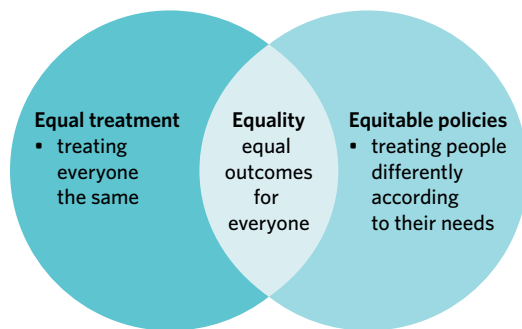 Equal treatment
• treating
everyone
the same
Equality
equal
outcomes
for
everyone
Equitable policies
• treating people
differently
according
to their needs